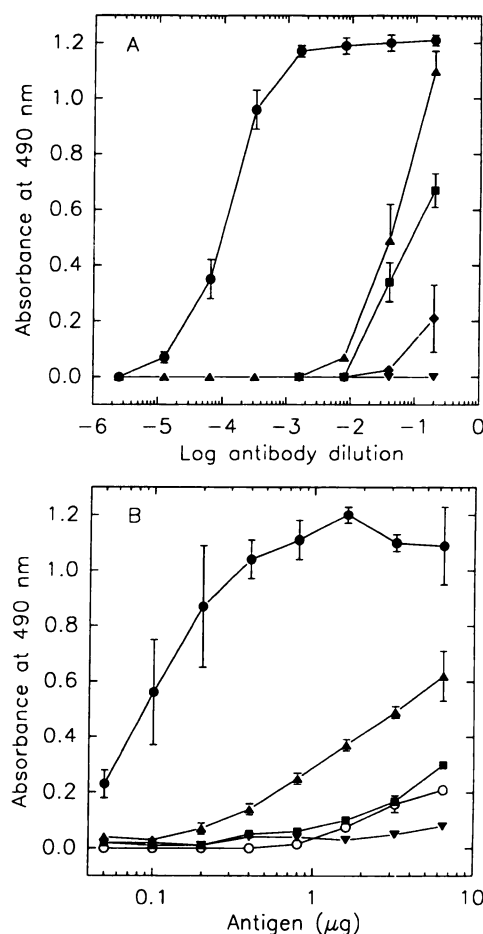 A
Absorbance at 490 nm
1.2
1.0
0.8
0.6
0.4
0.2
0.0
−6 −5 −4 −3 −2 −1 0
Log antibody dilution
B
Absorbance at 490 nm
1.2
1.0
0.8
0.6
0.4
0.2
0.0
0.1 1 10
Antigen (μg)